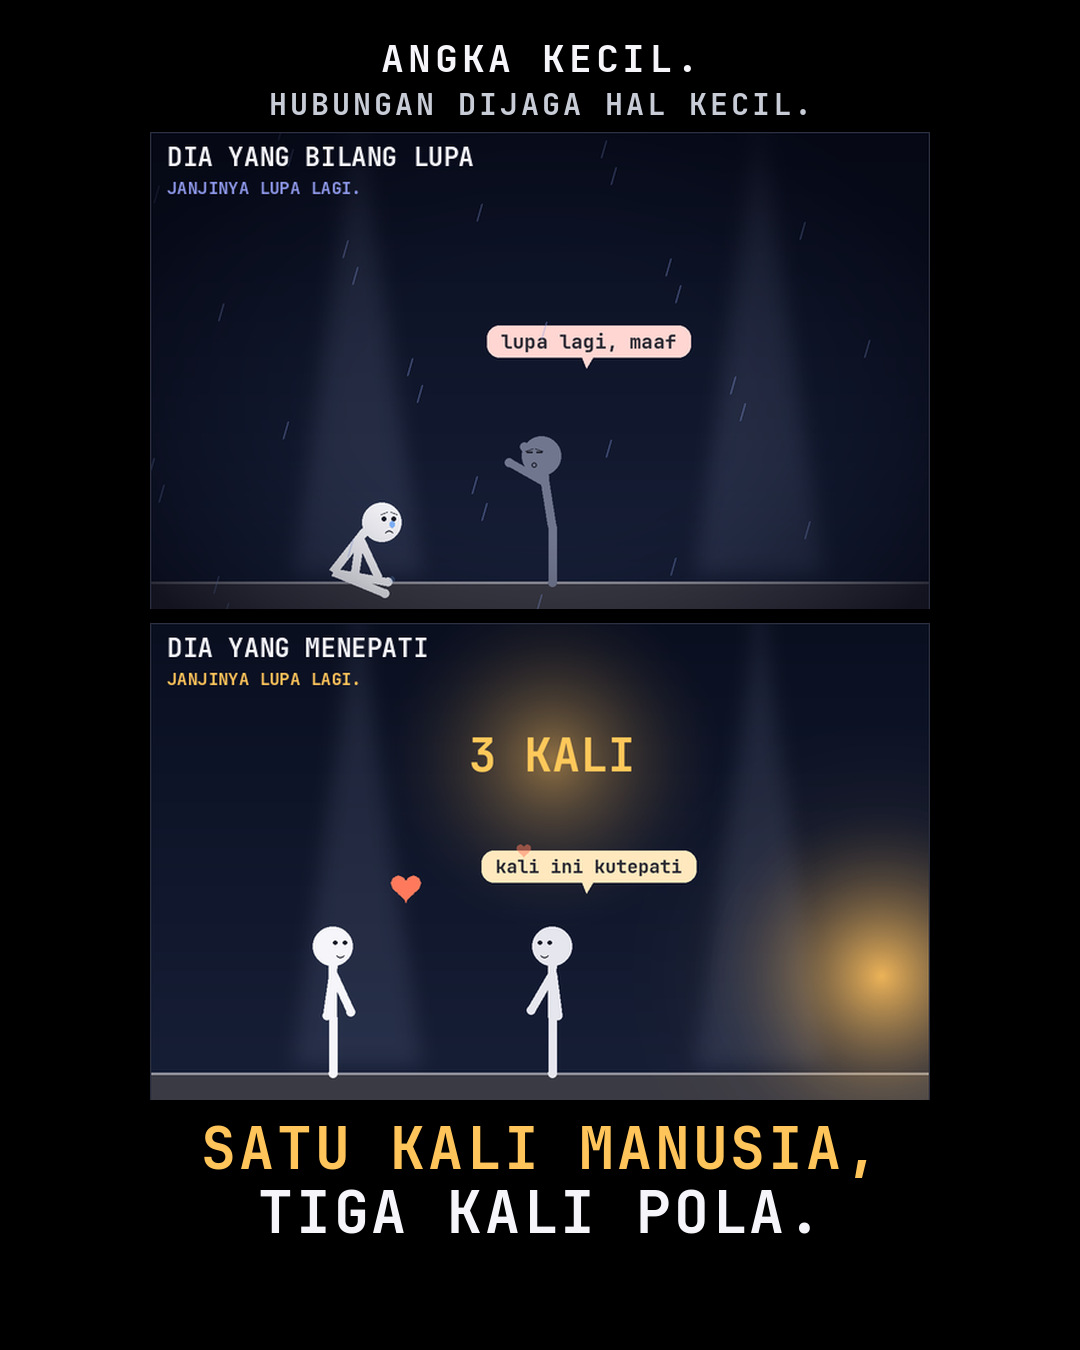 ANGKA KECIL.
HUBUNGAN DIJAGA HAL KECIL.
DIA YANG BILANG LUPA
JANJINYA LUPA LAGI.
lupa lagi, maaf
DIA YANG MENEPATI
JANJINYA LUPA LAGI.
3 KALI
kali ini kutepati
SATU KALI MANUSIA,
TIGA KALI POLA.